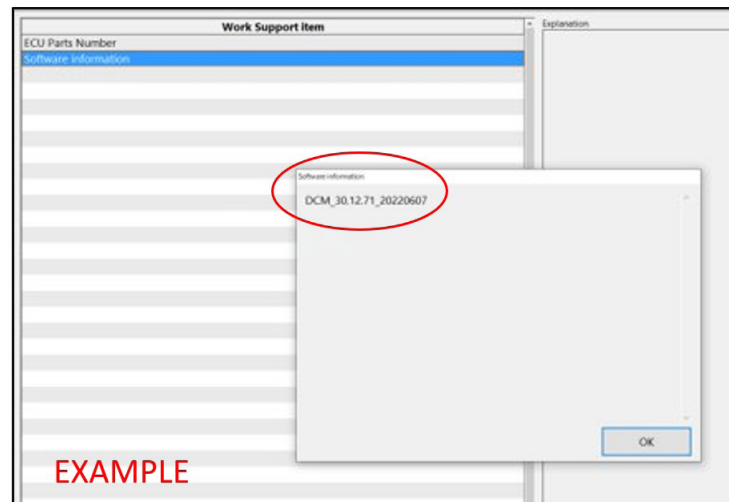 Work Support item
Explanation
ECU Parts Number
Software information
Software information
DCM_30.12.71_20220607
OK
EXAMPLE